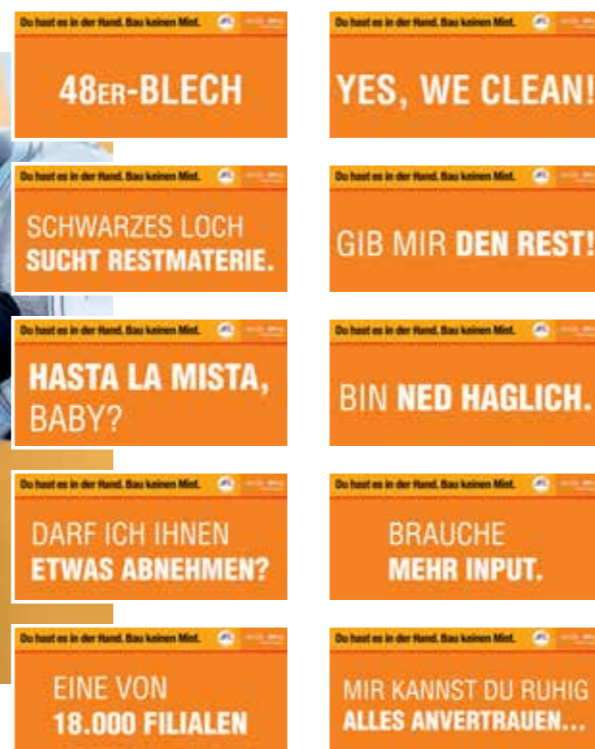 Du hast es in der Hand. Bau keinen Mist.
48ER-BLECH
Du hast es in der Hand. Bau keinen Mist.
YES, WE CLEAN!
Du hast es in der Hand. Bau keinen Mist.
SCHWARZES LOCH
SUCHT RESTMATERIE.
Du hast es in der Hand. Bau keinen Mist.
GIB MIR DEN REST!
Du hast es in der Hand. Bau keinen Mist.
HASTA LA MISTA,
BABY?
Du hast es in der Hand. Bau keinen Mist.
BIN NED HAGLICH.
Du hast es in der Hand. Bau keinen Mist.
DARF ICH IHNEN
ETWAS ABNEHMEN?
Du hast es in der Hand. Bau keinen Mist.
BRAUCHE
MEHR INPUT.
Du hast es in der Hand. Bau keinen Mist.
EINE VON
18.000 FILIALEN
Du hast es in der Hand. Bau keinen Mist.
MIR KANNST DU RUHIG
ALLES ANVERTRAUEN...